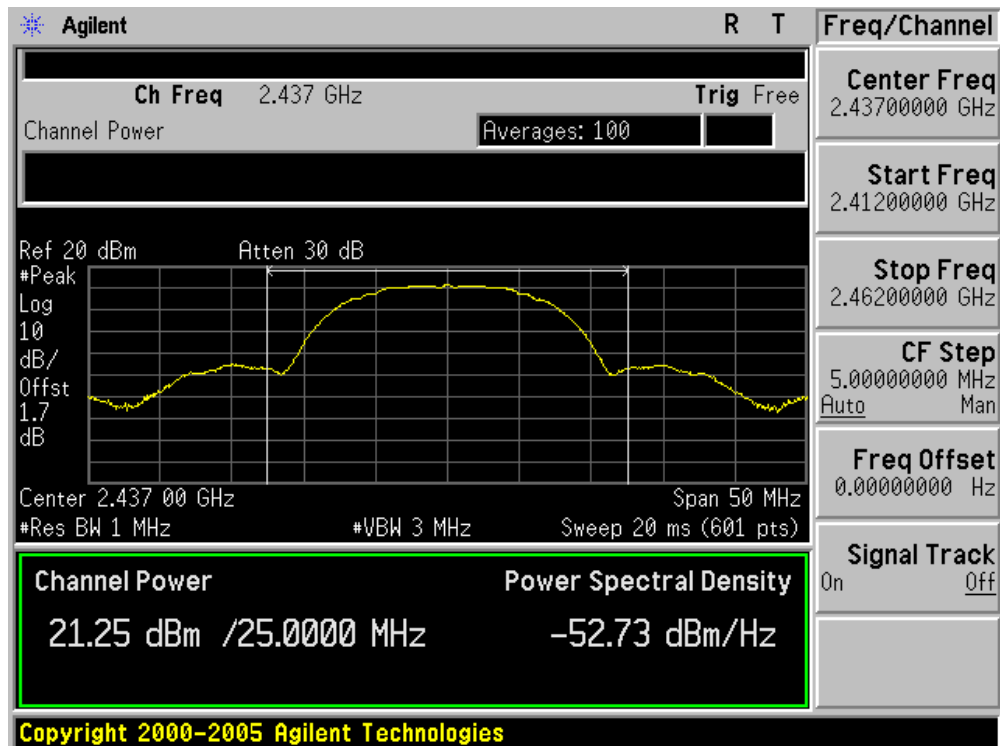 Agilent R T
Ch Freq 2.437 GHz Trig Free
Channel Power Averages: 100
Ref 20 dBm Atten 30 dB
#Peak
Log
10
dB/
Offst
1.7
dB
Center 2.437 00 GHz Span 50 MHz
#Res BW 1 MHz #VBW 3 MHz Sweep 20 ms (601 pts)
Channel Power Power Spectral Density
21.25 dBm /25.0000 MHz -52.73 dBm/Hz
Copyright 2000-2005 Agilent Technologies
Freq/Channel
Center Freq
2.43700000 GHz
Start Freq
2.41200000 GHz
Stop Freq
2.46200000 GHz
CF Step
5.00000000 MHz
Auto Man
Freq Offset
0.00000000 Hz
Signal Track
On Off